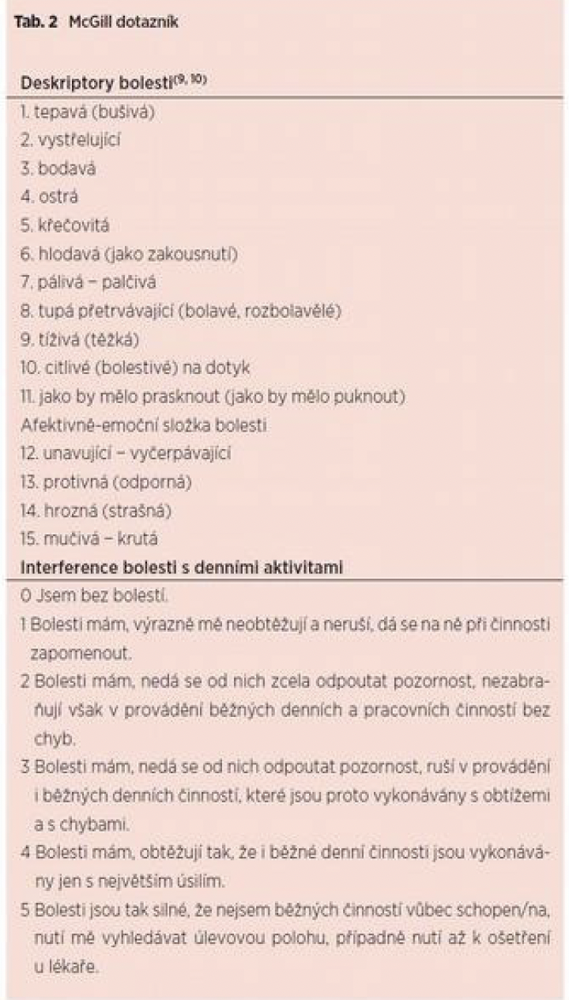 Tab. 2 McGill dotazník
Deskriptory bolesti(9, 10)
1. tepavá (bušivá)
2. vystřelující
3. bodavá
4. ostrá
5. křečovitá
6. hlodavá (jako zakousnutí)
7. pálivá – palčivá
8. tupá přetrvávající (bolavé, rozbolavělé)
9. tíživá (těžká)
10. citlivé (bolestivé) na dotyk
11. jako by mělo prasknout (jako by mělo puknout)
Afektivně-emoční složka bolesti
12. unavující – vyčerpávající
13. protivná (odporná)
14. hrozná (strašná)
15. mučivá – krutá
Interference bolesti s denními aktivitami
0 Jsem bez bolestí.
1 Bolesti mám, výrazně mě neobtěžují a neruší, dá se na ně při činnosti
zapomenout.
2 Bolesti mám, nedá se od nich zcela odpoutat pozornost, nezabra-
ňují však v provádění běžných denních a pracovních činností bez
chyb.
3 Bolesti mám, nedá se od nich odpoutat pozornost, ruší v provádění
i běžných denních činností, které jsou proto vykonávány s obtížemi
a s chybami.
4 Bolesti mám, obtěžují tak, že i běžné denní činnosti jsou vykonává-
ny jen s největším úsilím.
5 Bolesti jsou tak silné, že nejsem běžných činností vůbec schopen/na,
nutí mě vyhledávat úlevovou polohu, případně nutí až k ošetření
u lékaře.